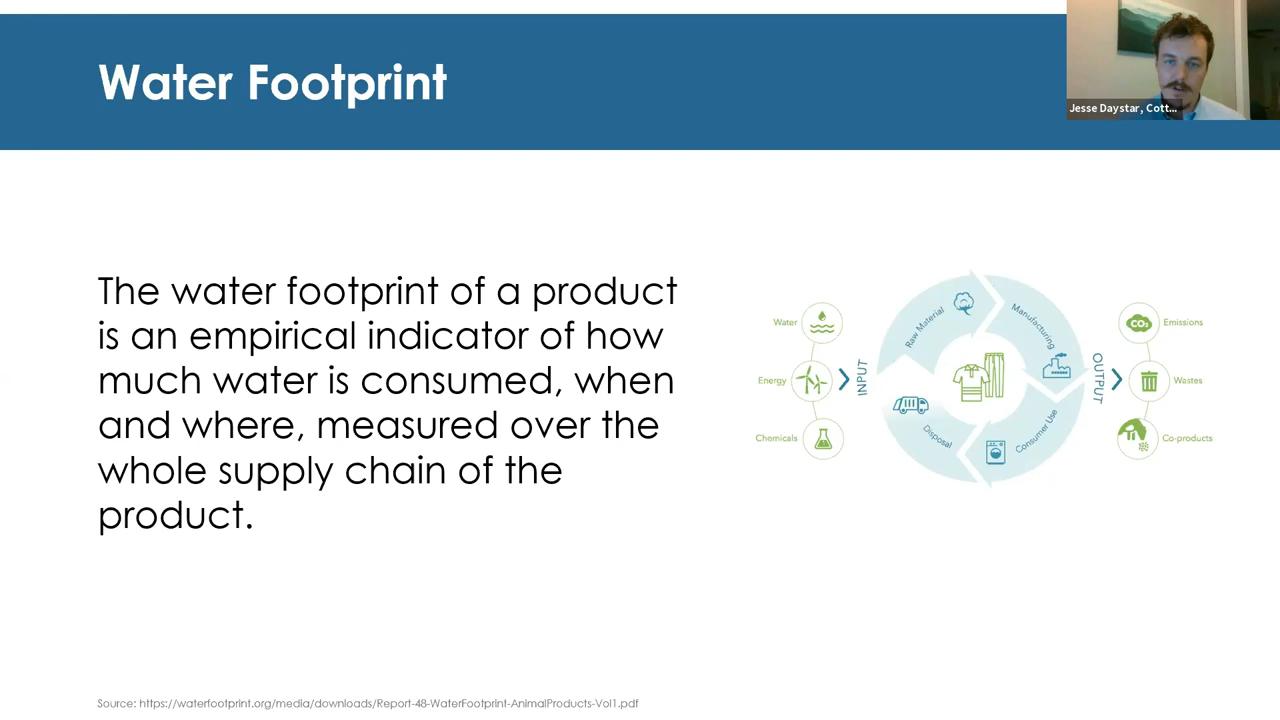 Water Footprint
Jesse Daystar, Cott...
The water footprint of a product
is an empirical indicator of how
much water is consumed, when
and where, measured over the
whole supply chain of the
product.
Water
Energy
Chemicals
INPUT
Raw Material
Manufacturing
Consumer Use
Disposal
OUTPUT
CO₂
Emissions
Wastes
Co-products
Source: https://waterfootprint.org/media/downloads/Report-48-WaterFootprint-AnimalProducts-Vol1.pdf